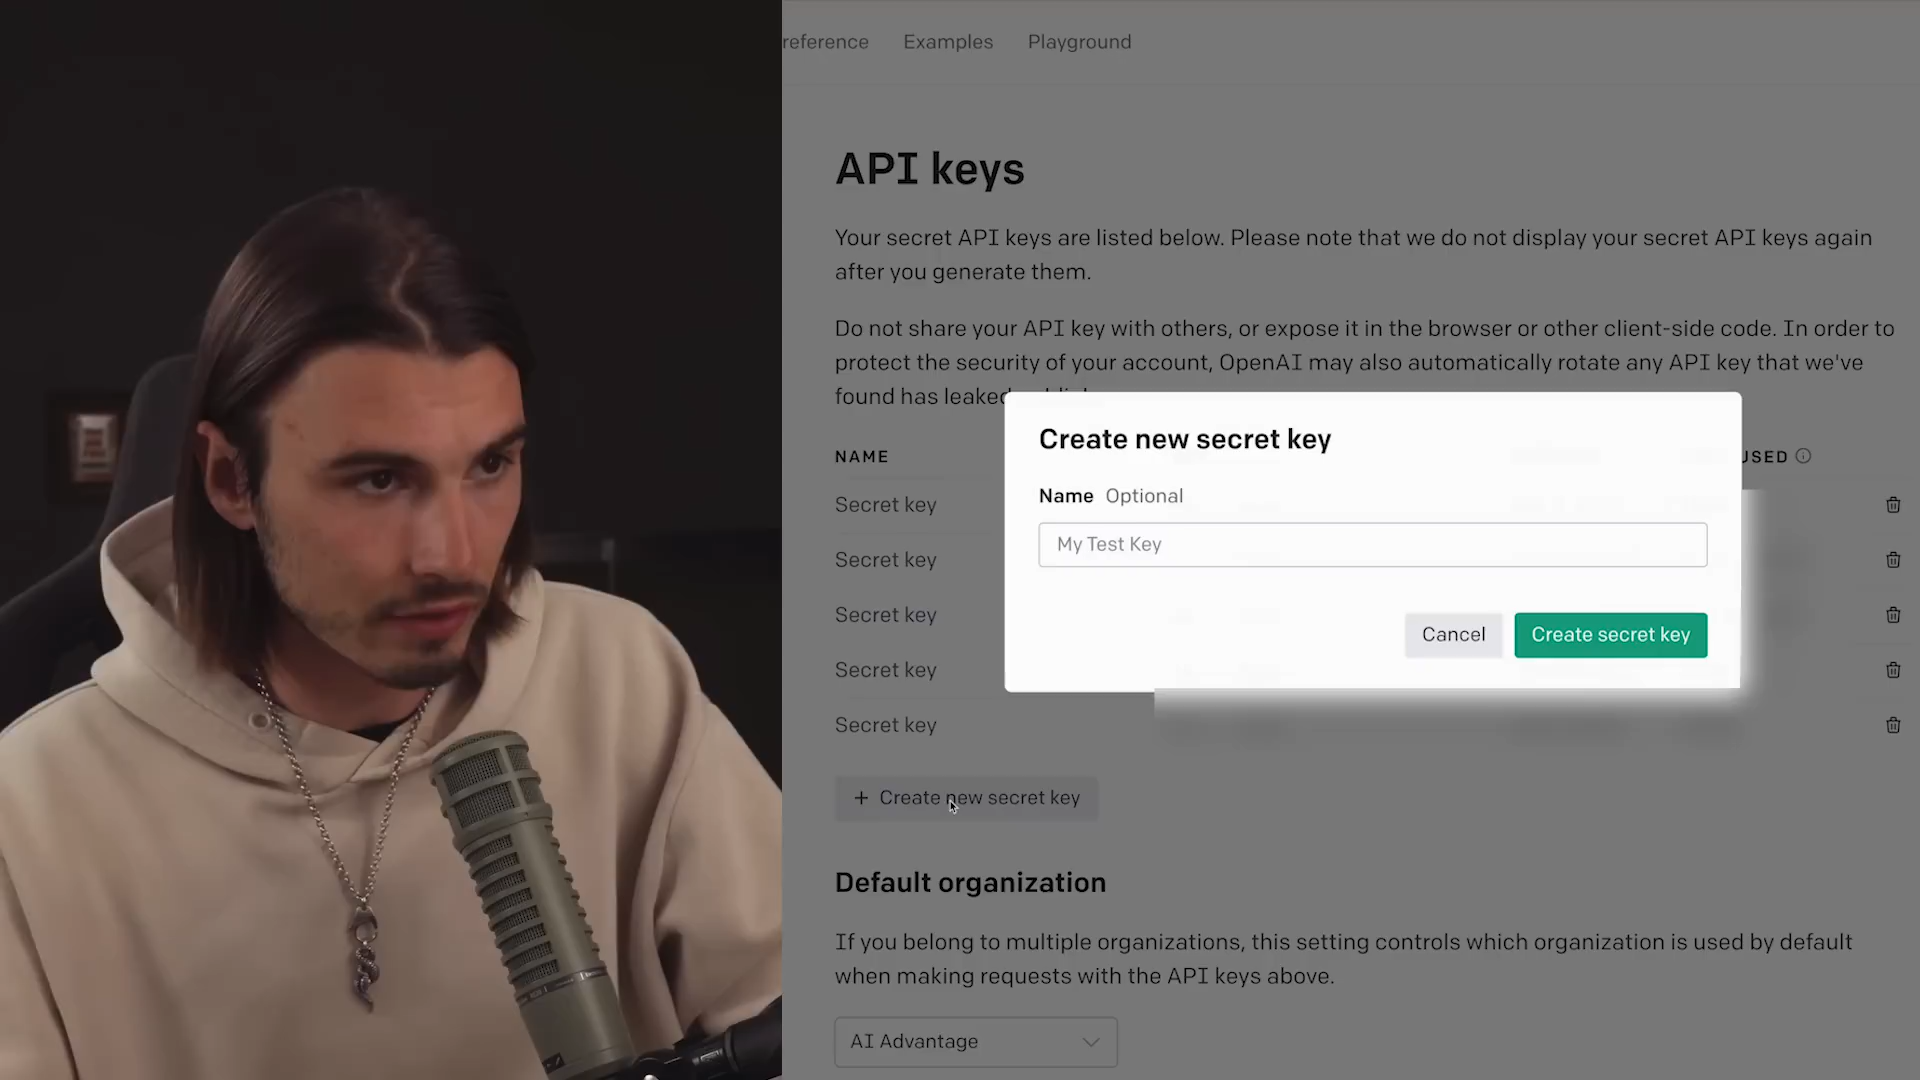 reference Examples Playground
API keys
Your secret API keys are listed below. Please note that we do not display your secret API keys again
after you generate them.
Do not share your API key with others, or expose it in the browser or other client-side code. In order to
protect the security of your account, OpenAI may also automatically rotate any API key that we've
found has leaked
NAME
USED
Secret key
Secret key
Secret key
Secret key
Secret key
Create new secret key
Name Optional
My Test Key
Cancel Create secret key
+ Create new secret key
Default organization
If you belong to multiple organizations, this setting controls which organization is used by default
when making requests with the API keys above.
AI Advantage